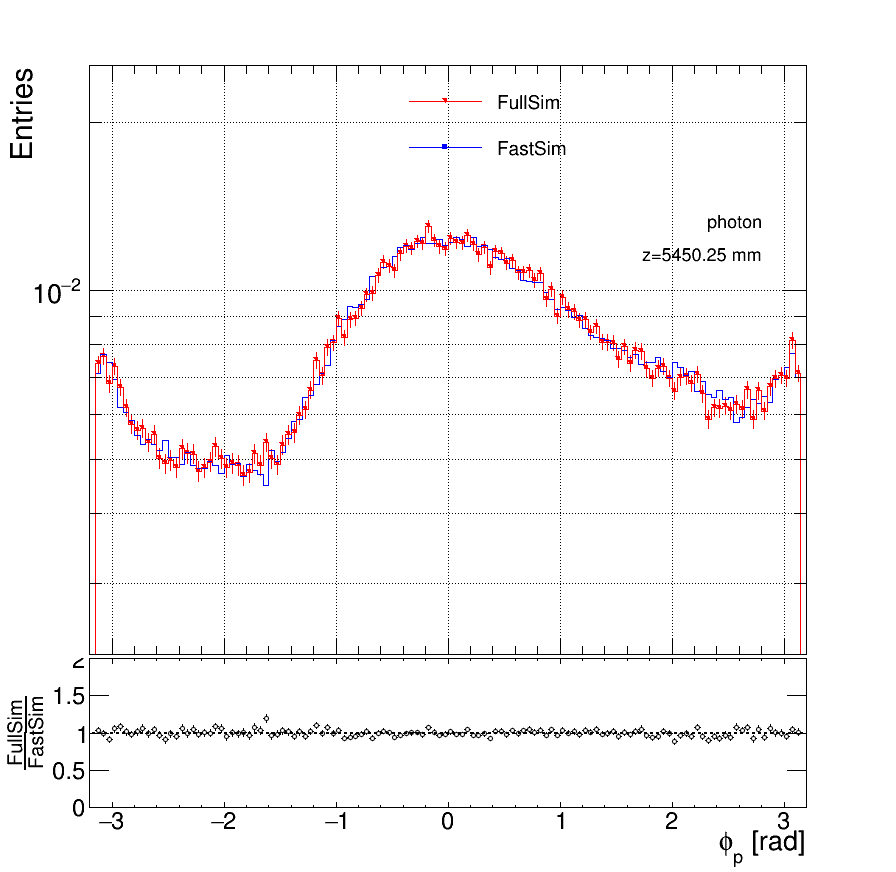 Entries
FullSim
FastSim
photon
z=5450.25 mm
10⁻²
2
1.5
1
0.5
0
FullSim
FastSim
−3 −2 −1 0 1 2 3
ϕp [rad]